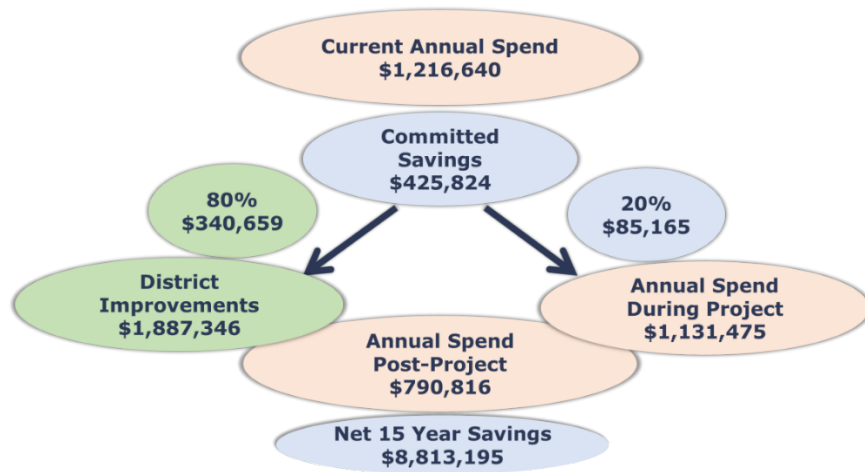 Current Annual Spend
$1,216,640
Committed
Savings
$425,824
80%
$340,659
20%
$85,165
District
Improvements
$1,887,346
Annual Spend
During Project
$1,131,475
Annual Spend
Post-Project
$790,816
Net 15 Year Savings
$8,813,195